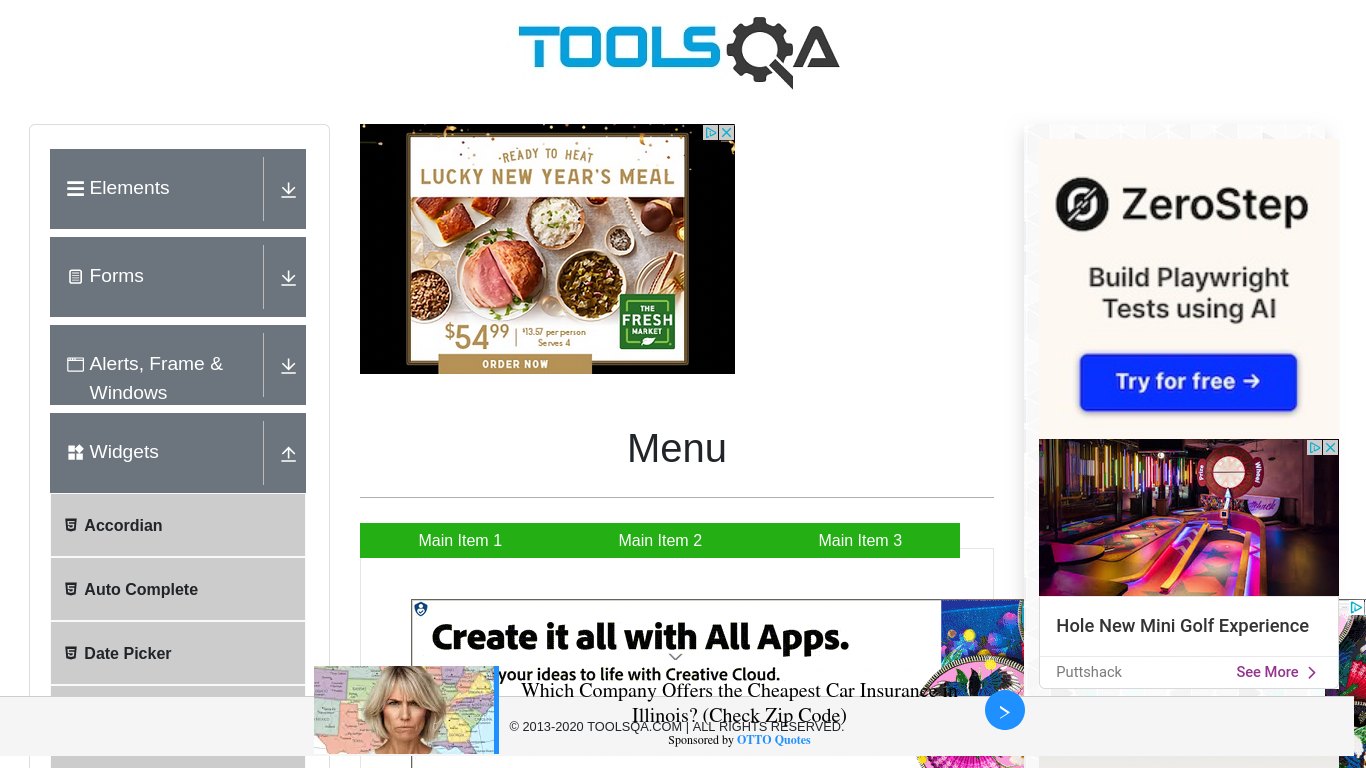 TOOLSQA
Elements
Forms
Alerts, Frame &
Windows
Widgets
Accordian
Auto Complete
Date Picker
READY TO HEAT
LUCKY NEW YEAR'S MEAL
$54.99
$13.57 per person
Serves 4
THE
FRESH
MARKET
ORDER NOW
Menu
Main Item 1
Main Item 2
Main Item 3
Create it all with All Apps.
your ideas to life with Creative Cloud.
Which Company Offers the Cheapest Car Insurance in
Illinois? (Check Zip Code)
© 2013-2020 TOOLSQA.COM | ALL RIGHTS RESERVED.
Sponsored by OTTO Quotes
ZeroStep
Build Playwright
Tests using AI
Try for free →
Hole New Mini Golf Experience
Puttshack
See More